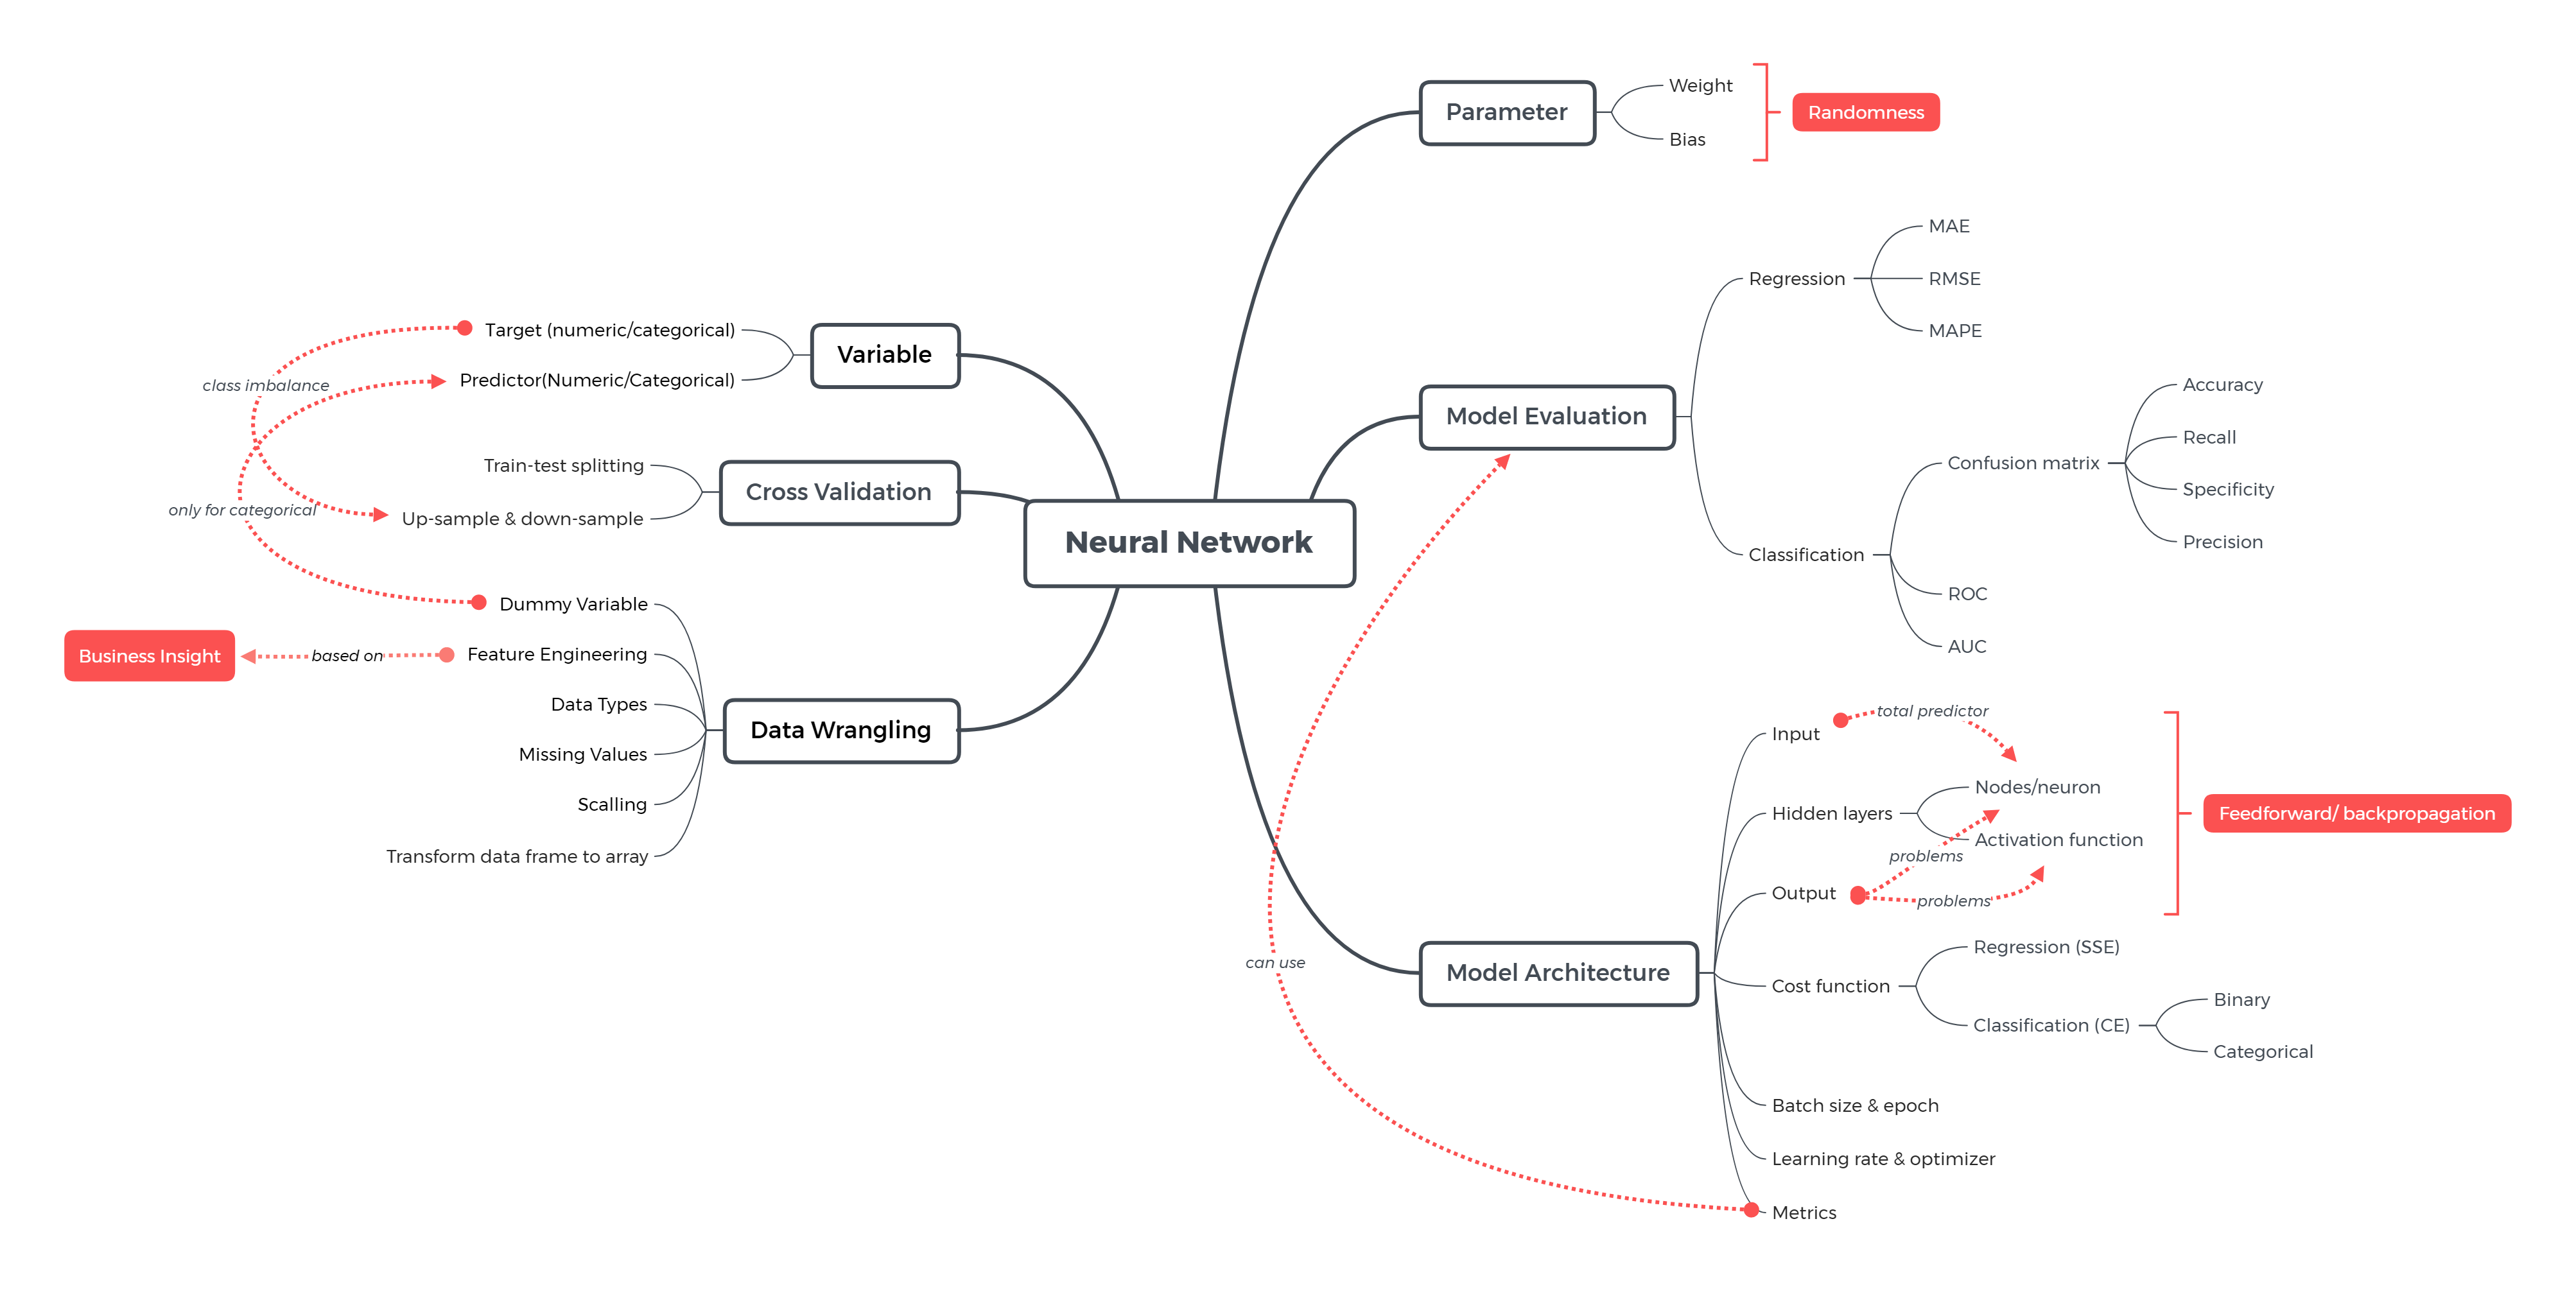 Neural Network
Parameter
Weight
Bias
Randomness
Model Evaluation
Regression
MAE
RMSE
MAPE
Classification
Confusion matrix
Accuracy
Recall
Specificity
Precision
ROC
AUC
Model Architecture
Input
total predictor
Hidden layers
Nodes/neuron
Activation function
problems
Output
problems
Feedforward/ backpropagation
Cost function
Regression (SSE)
Classification (CE)
Binary
Categorical
Batch size & epoch
Learning rate & optimizer
Metrics
can use
Variable
Target (numeric/categorical)
Predictor(Numeric/Categorical)
class imbalance
Cross Validation
Train-test splitting
Up-sample & down-sample
only for categorical
Data Wrangling
Dummy Variable
Feature Engineering
based on
Business Insight
Data Types
Missing Values
Scalling
Transform data frame to array